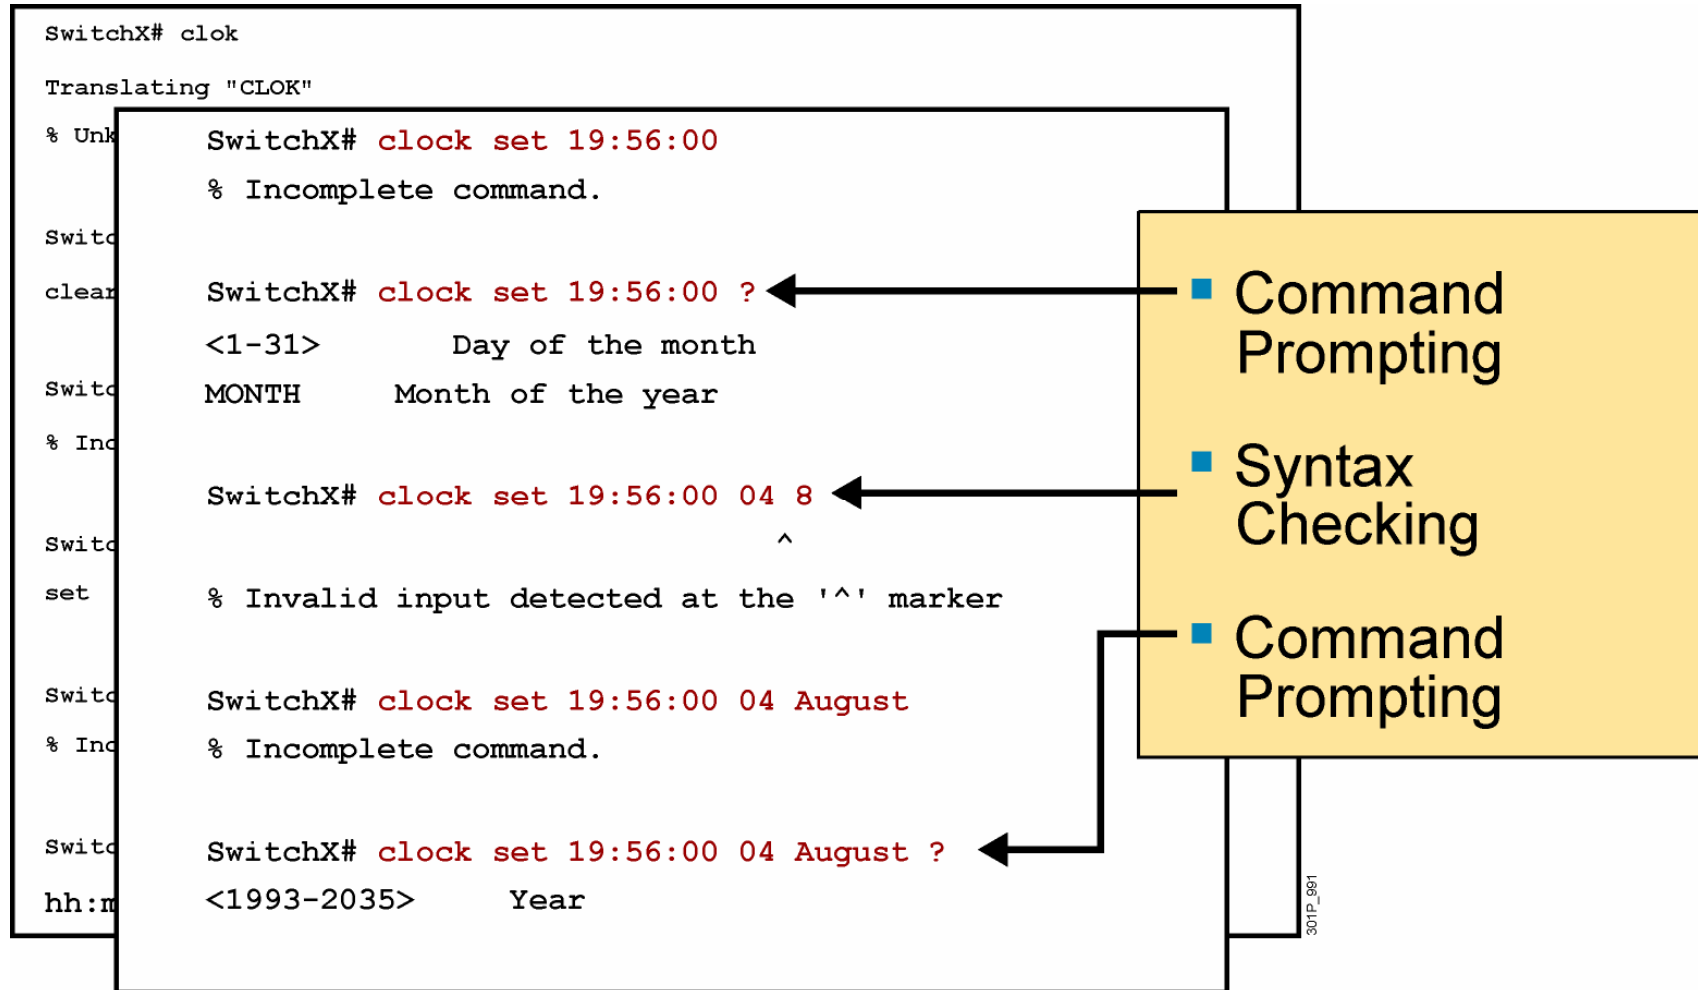 SwitchX# clok
Translating "CLOK"
% Unk
Switc
clear
Switc
% Inc
Switc
set
Switc
% Inc
Switc
hh:m
SwitchX# clock set 19:56:00
% Incomplete command.
SwitchX# clock set 19:56:00 ?
<1-31> Day of the month
MONTH Month of the year
SwitchX# clock set 19:56:00 04 8
^
% Invalid input detected at the '^' marker
SwitchX# clock set 19:56:00 04 August
% Incomplete command.
SwitchX# clock set 19:56:00 04 August ?
<1993-2035> Year
Command
Prompting
Syntax
Checking
Command
Prompting
301P_991